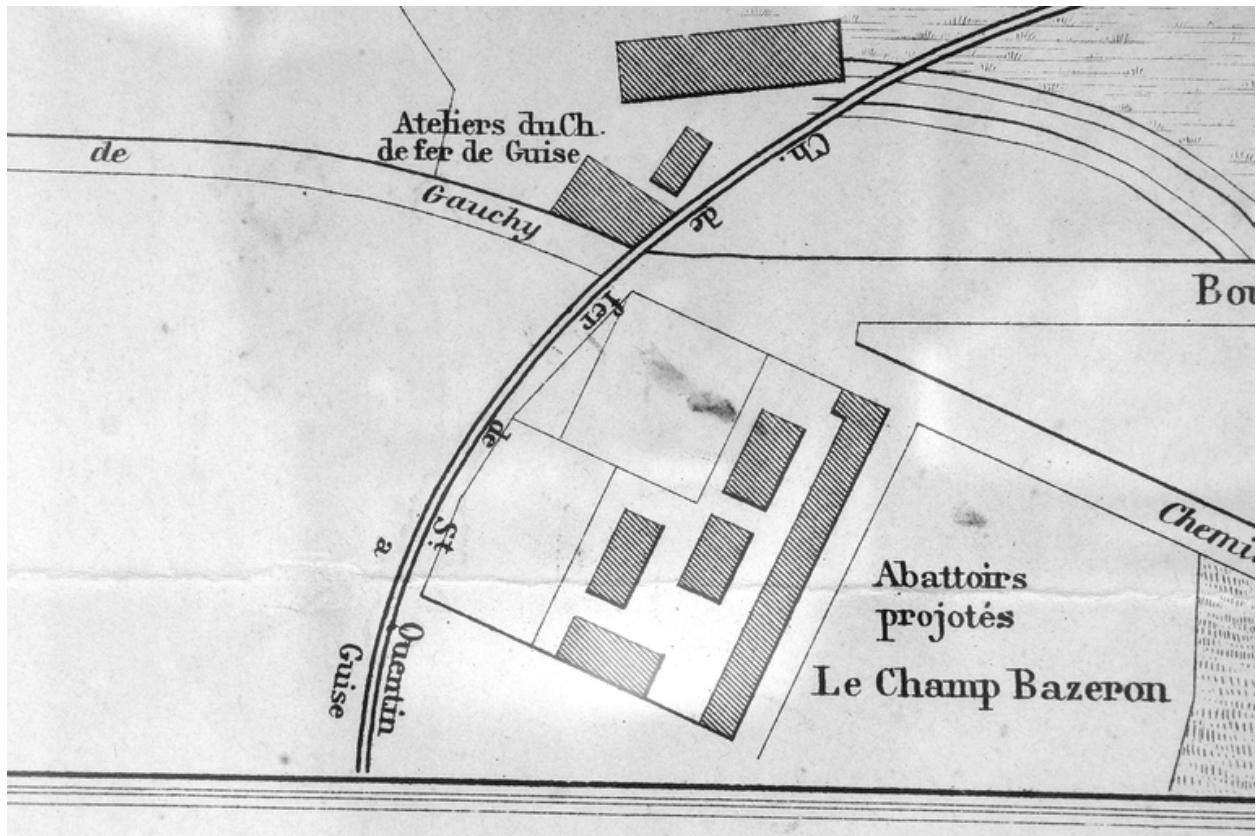 Ateliers du Ch.
de fer de Guise
de
Gauchy
Ch.
de
fer
de
St.
Quentin
a
Guise
Bou
Chemi
Abattoirs
projotés
Le Champ Bazeron